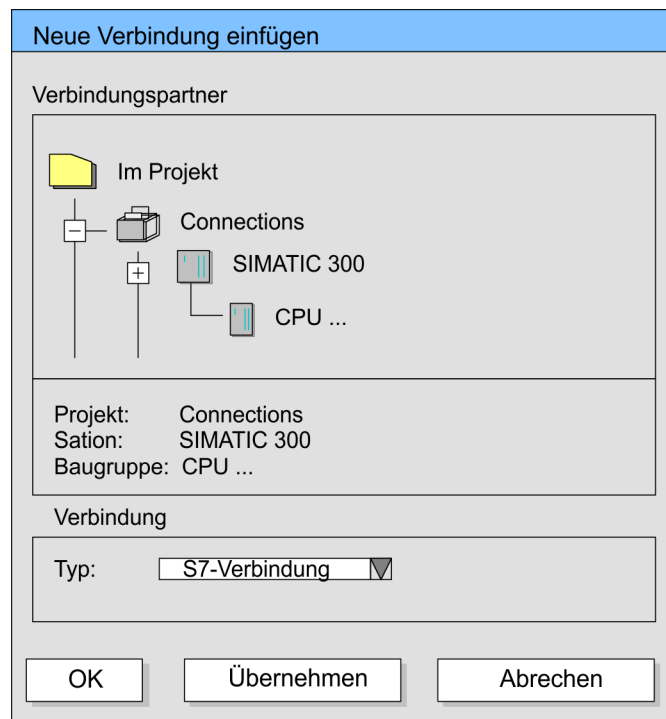 Neue Verbindung einfügen
Verbindungspartner
Im Projekt
Connections
SIMATIC 300
CPU ...
Projekt: Connections
Sation: SIMATIC 300
Baugruppe: CPU ...
Verbindung
Typ: S7-Verbindung
OK Übernehmen Abrechen